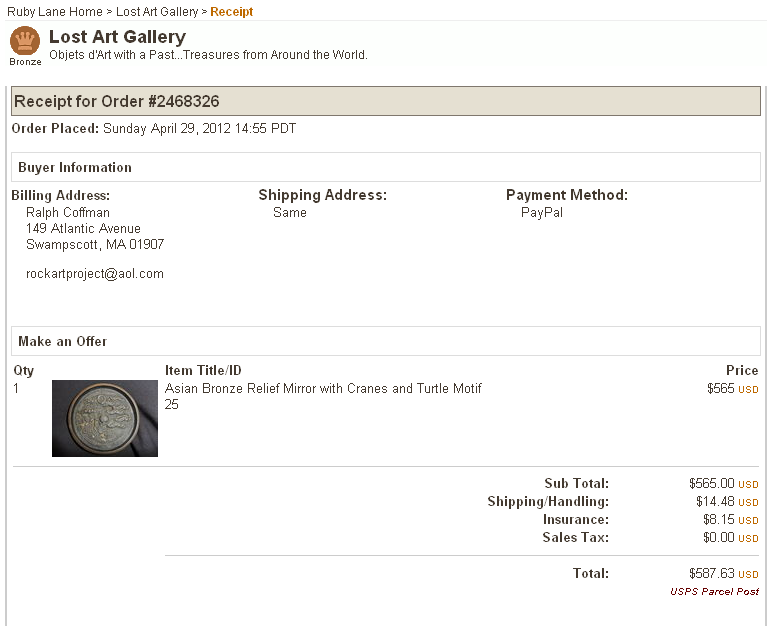 Ruby Lane Home > Lost Art Gallery > Receipt
Lost Art Gallery
Bronze
Objets d'Art with a Past...Treasures from Around the World.
Receipt for Order #2468326
Order Placed: Sunday April 29, 2012 14:55 PDT
Buyer Information
Billing Address:
Ralph Coffman
149 Atlantic Avenue
Swampscott, MA 01907
rockartproject@aol.com
Shipping Address:
Same
Payment Method:
PayPal
Make an Offer
Qty Item Title/ID Price
1 Asian Bronze Relief Mirror with Cranes and Turtle Motif $565 USD
25
Sub Total: $565.00 USD
Shipping/Handling: $14.48 USD
Insurance: $8.15 USD
Sales Tax: $0.00 USD
Total: $587.63 USD
USPS Parcel Post